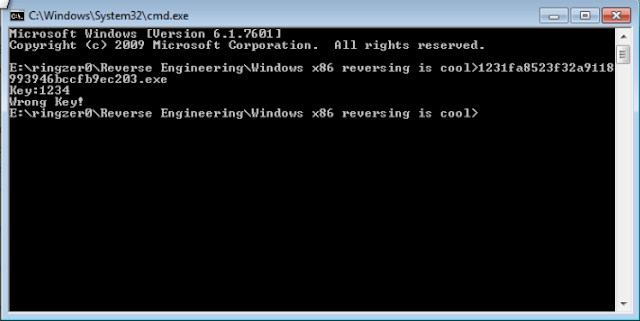 C:\Windows\System32\cmd.exe
Microsoft Windows [Version 6.1.7601]
Copyright (c) 2009 Microsoft Corporation.  All rights reserved.
E:\ringzer0\Reverse Engineering\Windows x86 reversing is cool>1231fa8523f32a9118
993946bccfb9ec203.exe
Key:1234
Wrong Key!
E:\ringzer0\Reverse Engineering\Windows x86 reversing is cool>